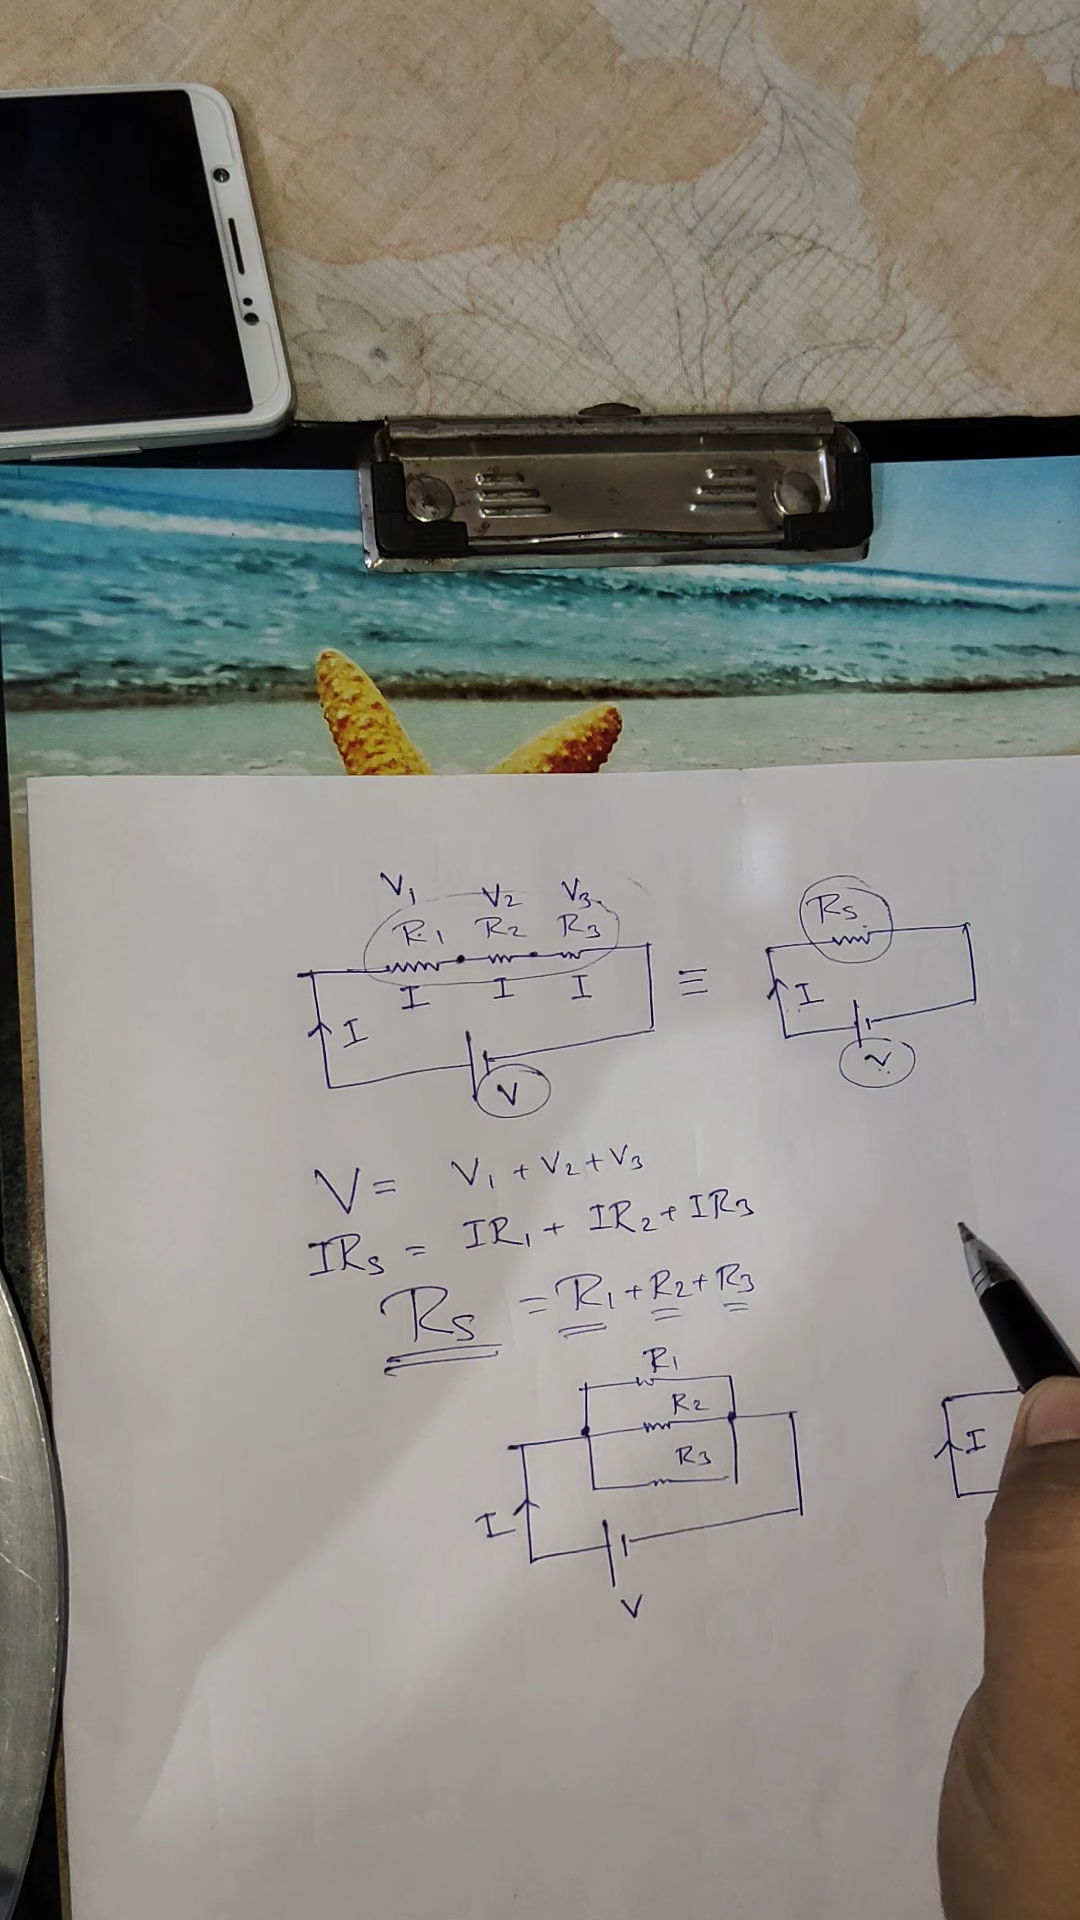 V₁ V₂ V₃
R₁ R₂ R₃
I I I
I
V
≡
Rs
I
V
V = V₁ + V₂ + V₃
IRs = IR₁ + IR₂ + IR₃
Rs = R₁ + R₂ + R₃
R₁
R₂
R₃
I
V
I